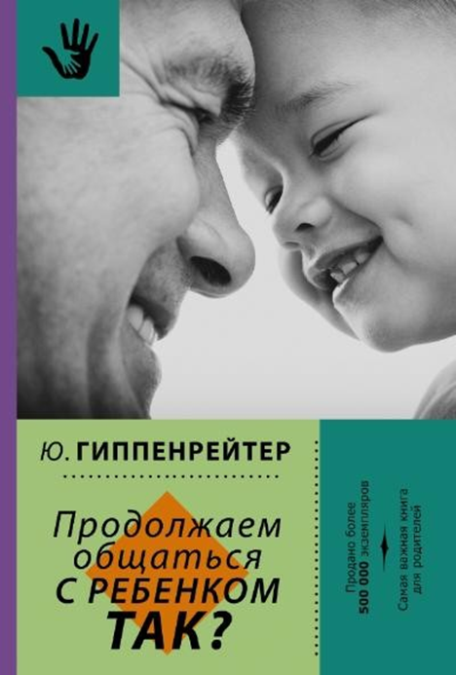 Ю. ГИППЕНРЕЙТЕР
Продолжаем
общаться
С РЕБЕНКОМ
ТАК?
Продано более
500 000 экземпляров
Самая важная книга
для родителей